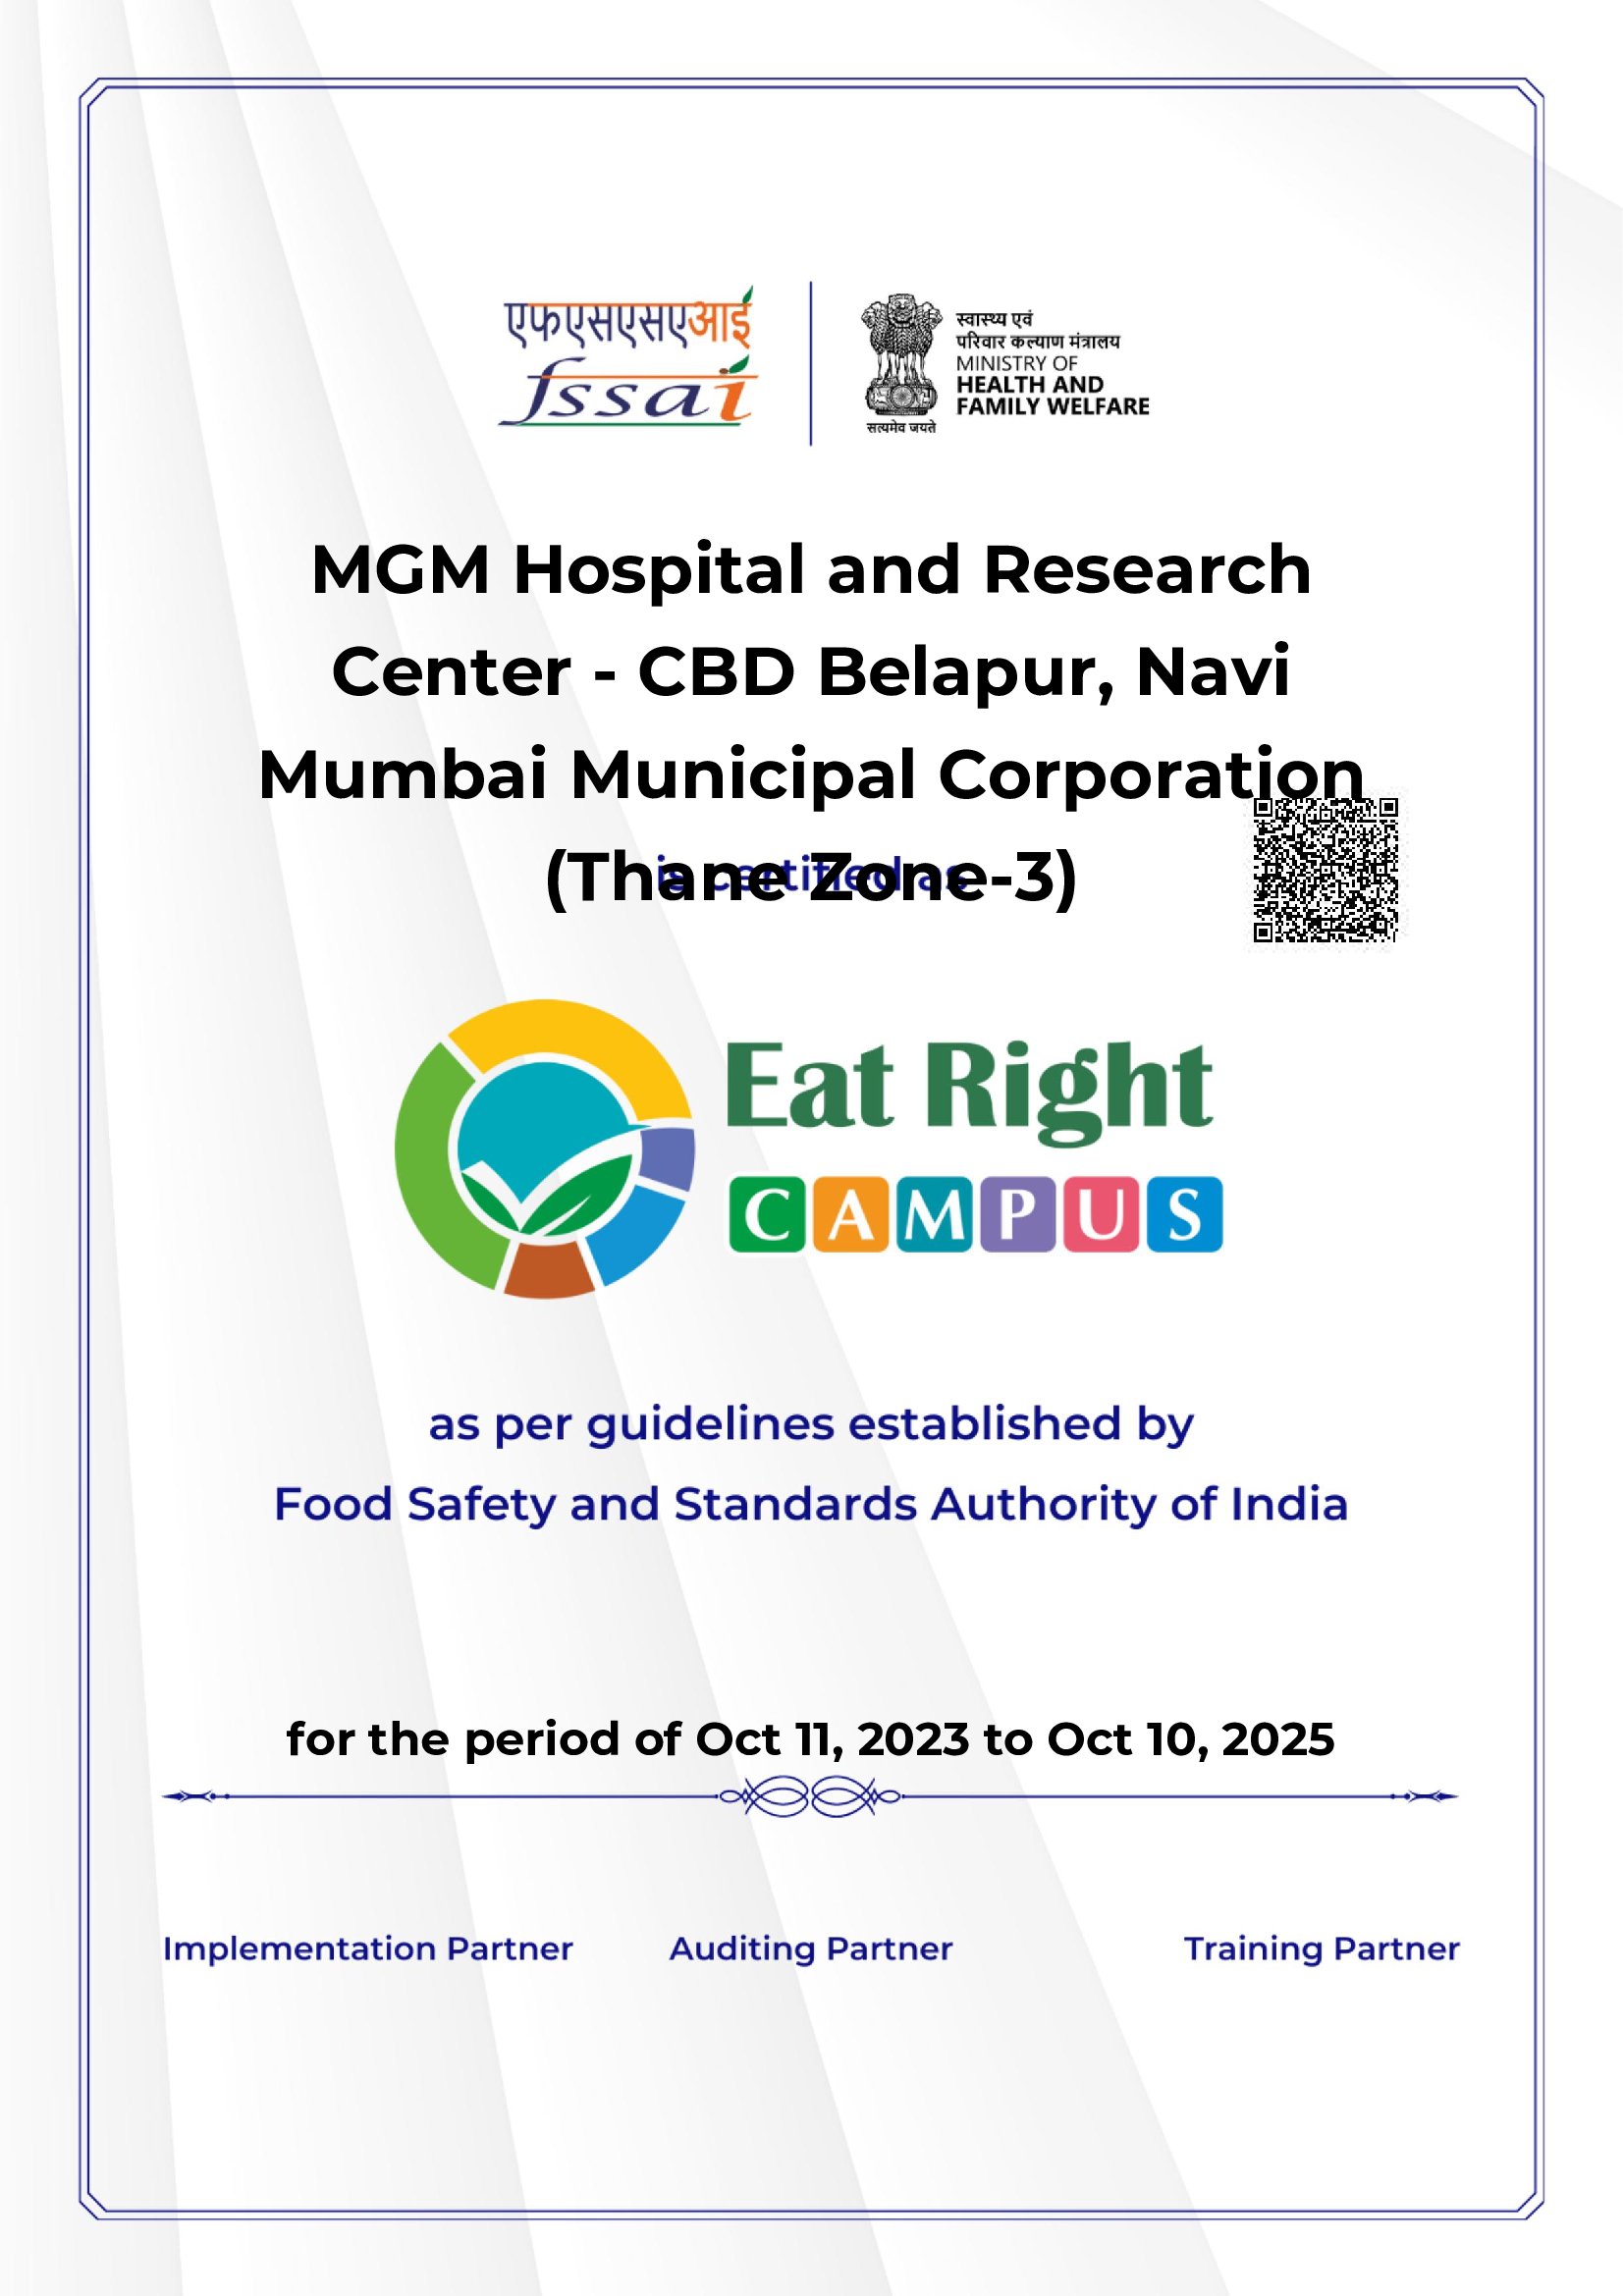 एफएसएसएआई
fssai
स्वास्थ्य एवं
परिवार कल्याण मंत्रालय
MINISTRY OF
HEALTH AND
FAMILY WELFARE
सत्यमेव जयते
MGM Hospital and Research
Center - CBD Belapur, Navi
Mumbai Municipal Corporation
(Thane Zone-3)
is certified as
Eat Right
CAMPUS
as per guidelines established by
Food Safety and Standards Authority of India
for the period of Oct 11, 2023 to Oct 10, 2025
Implementation Partner
Auditing Partner
Training Partner